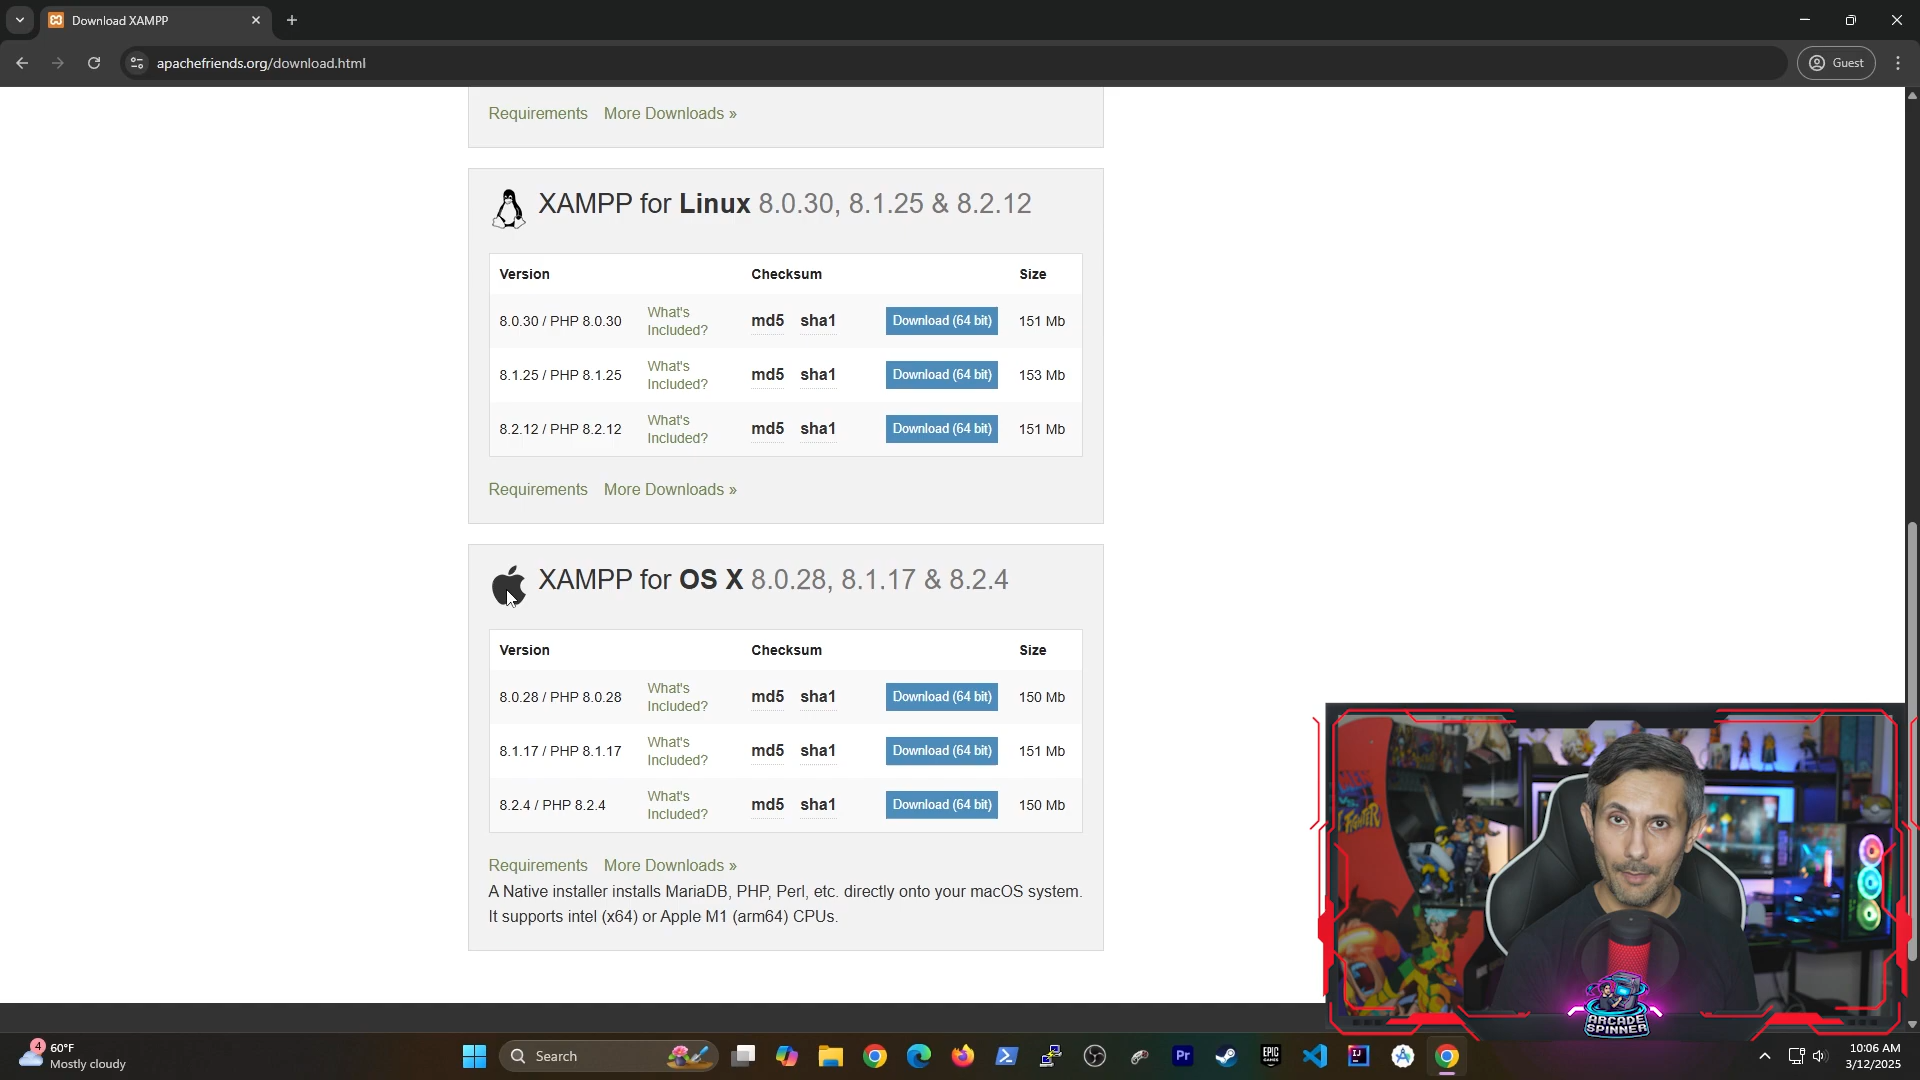 Download XAMPP
apachefriends.org/download.html
Guest
Requirements More Downloads »
XAMPP for Linux 8.0.30, 8.1.25 & 8.2.12
Version Checksum Size
8.0.30 / PHP 8.0.30 What's Included? md5 sha1 Download (64 bit) 151 Mb
8.1.25 / PHP 8.1.25 What's Included? md5 sha1 Download (64 bit) 153 Mb
8.2.12 / PHP 8.2.12 What's Included? md5 sha1 Download (64 bit) 151 Mb
Requirements More Downloads »
XAMPP for OS X 8.0.28, 8.1.17 & 8.2.4
Version Checksum Size
8.0.28 / PHP 8.0.28 What's Included? md5 sha1 Download (64 bit) 150 Mb
8.1.17 / PHP 8.1.17 What's Included? md5 sha1 Download (64 bit) 151 Mb
8.2.4 / PHP 8.2.4 What's Included? md5 sha1 Download (64 bit) 150 Mb
Requirements More Downloads »
A Native installer installs MariaDB, PHP, Perl, etc. directly onto your macOS system.
It supports intel (x64) or Apple M1 (arm64) CPUs.
FIGHTER
ARCADE
SPINNER
4
60°F
Mostly cloudy
Search
Pr
EPIC
GAMES
IJ
10:06 AM
3/12/2025